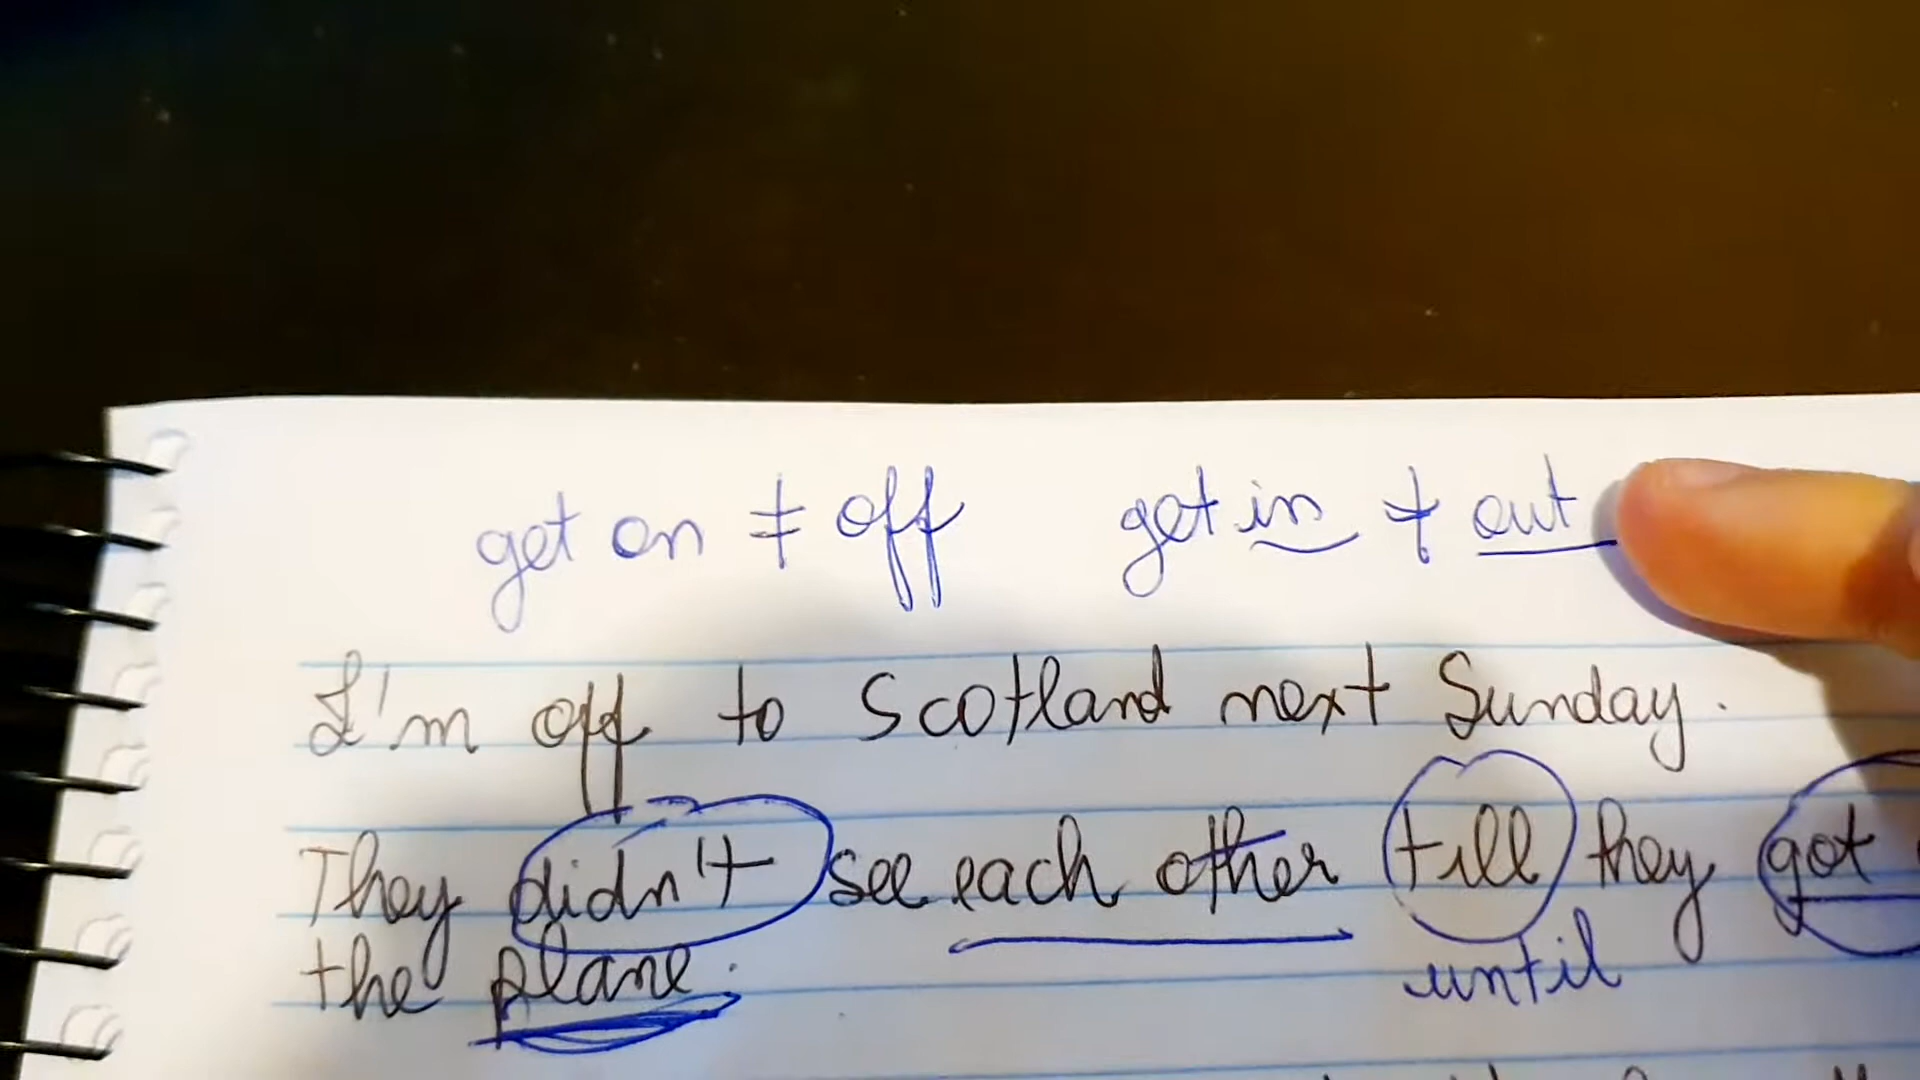 get on ≠ off get in ≠ out
I'm off to Scotland next Sunday.
They didn't see each other till they got
until
the plane.